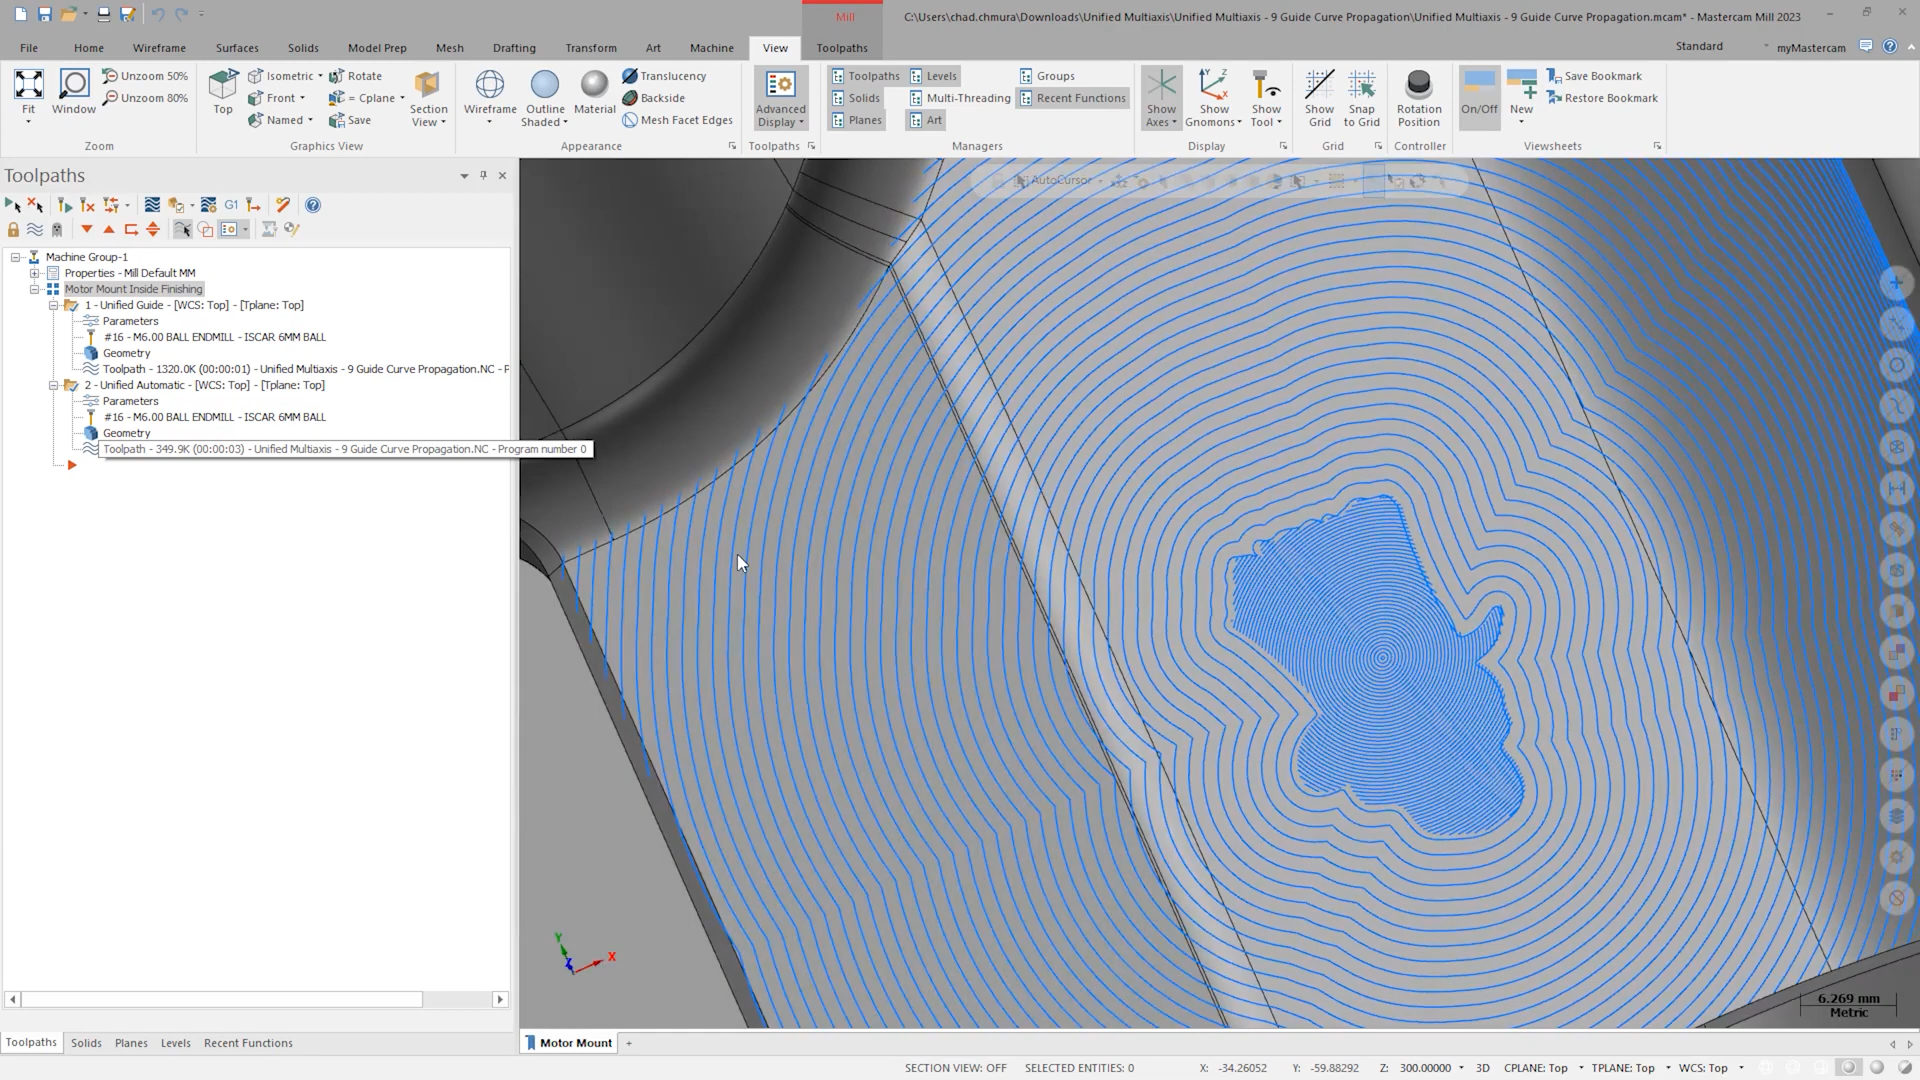 Mill
C:\Users\chad.chmura\Downloads\Unified Multiaxis\Unified Multiaxis - 9 Guide Curve Propagation\Unified Multiaxis - 9 Guide Curve Propagation.mcam* - Mastercam Mill 2023
File Home Wireframe Surfaces Solids Model Prep Mesh Drafting Transform Art Machine View Toolpaths
Standard myMastercam
Fit
Window
Unzoom 50%
Unzoom 80%
Zoom
Top
Isometric
Front
Named
Rotate
= Cplane
Save
Section View
Graphics View
Wireframe
Outline Shaded
Material
Translucency
Backside
Mesh Facet Edges
Appearance
Advanced Display
Toolpaths
Toolpaths
Solids
Planes
Levels
Multi-Threading
Art
Groups
Recent Functions
Managers
Show Axes
Show Gnomons
Show Tool
Display
Show Grid
Snap to Grid
Grid
Rotation Position
Controller
On/Off
New
Save Bookmark
Restore Bookmark
Viewsheets
Toolpaths
G1
AutoCursor
Machine Group-1
Properties - Mill Default MM
Motor Mount Inside Finishing
1 - Unified Guide - [WCS: Top] - [Tplane: Top]
Parameters
#16 - M6.00 BALL ENDMILL - ISCAR 6MM BALL
Geometry
Toolpath - 1320.0K (00:00:01) - Unified Multiaxis - 9 Guide Curve Propagation.NC - P
2 - Unified Automatic - [WCS: Top] - [Tplane: Top]
Parameters
#16 - M6.00 BALL ENDMILL - ISCAR 6MM BALL
Geometry
Toolpath - 349.9K (00:00:03) - Unified Multiaxis - 9 Guide Curve Propagation.NC - Program number 0
Y
X
Z
6.269 mm
Metric
Toolpaths Solids Planes Levels Recent Functions
Motor Mount +
SECTION VIEW: OFF SELECTED ENTITIES: 0 X: -34.26052 Y: -59.88292 Z: 300.00000 3D CPLANE: Top TPLANE: Top WCS: Top